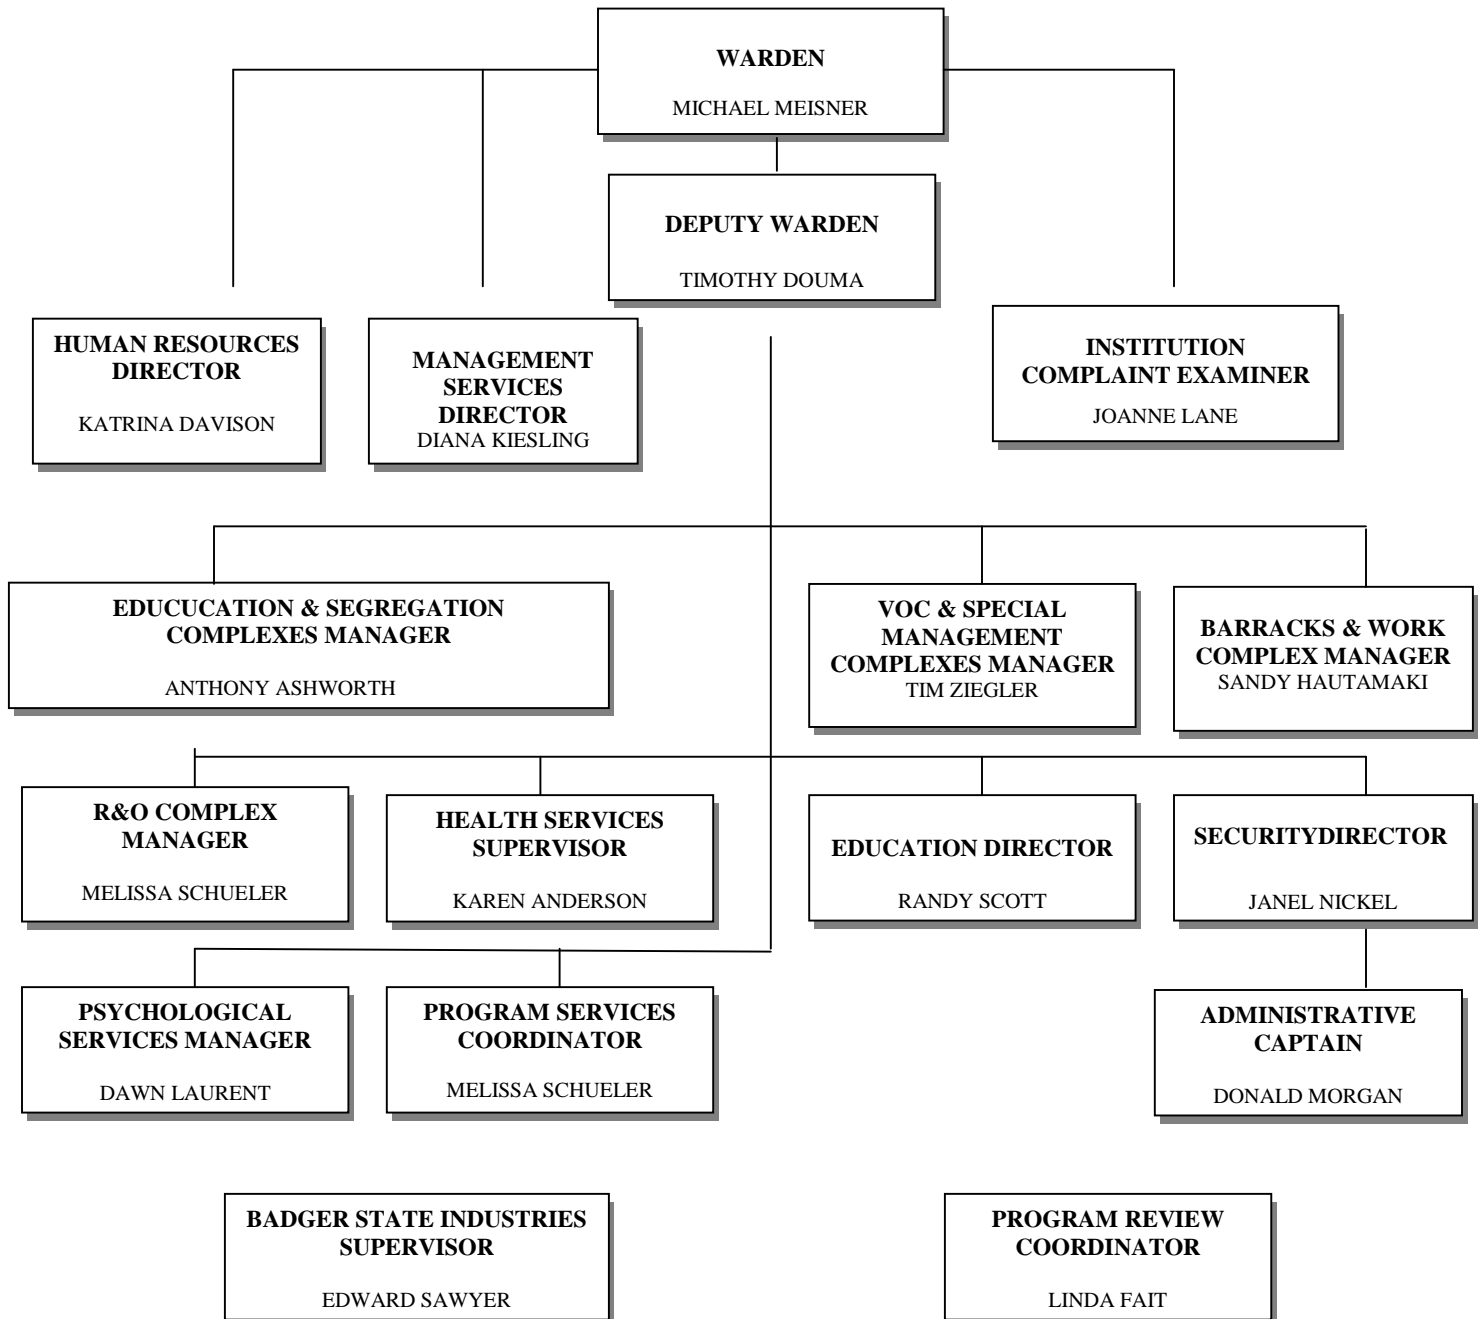 WARDEN
MICHAEL MEISNER
DEPUTY WARDEN
TIMOTHY DOUMA
HUMAN RESOURCES
DIRECTOR
KATRINA DAVISON
MANAGEMENT
SERVICES
DIRECTOR
DIANA KIESLING
INSTITUTION
COMPLAINT EXAMINER
JOANNE LANE
EDUCUCATION & SEGREGATION
COMPLEXES MANAGER
ANTHONY ASHWORTH
VOC & SPECIAL
MANAGEMENT
COMPLEXES MANAGER
TIM ZIEGLER
BARRACKS & WORK
COMPLEX MANAGER
SANDY HAUTAMAKI
R&O COMPLEX
MANAGER
MELISSA SCHUELER
HEALTH SERVICES
SUPERVISOR
KAREN ANDERSON
EDUCATION DIRECTOR
RANDY SCOTT
SECURITYDIRECTOR
JANEL NICKEL
PSYCHOLOGICAL
SERVICES MANAGER
DAWN LAURENT
PROGRAM SERVICES
COORDINATOR
MELISSA SCHUELER
ADMINISTRATIVE
CAPTAIN
DONALD MORGAN
BADGER STATE INDUSTRIES
SUPERVISOR
EDWARD SAWYER
PROGRAM REVIEW
COORDINATOR
LINDA FAIT